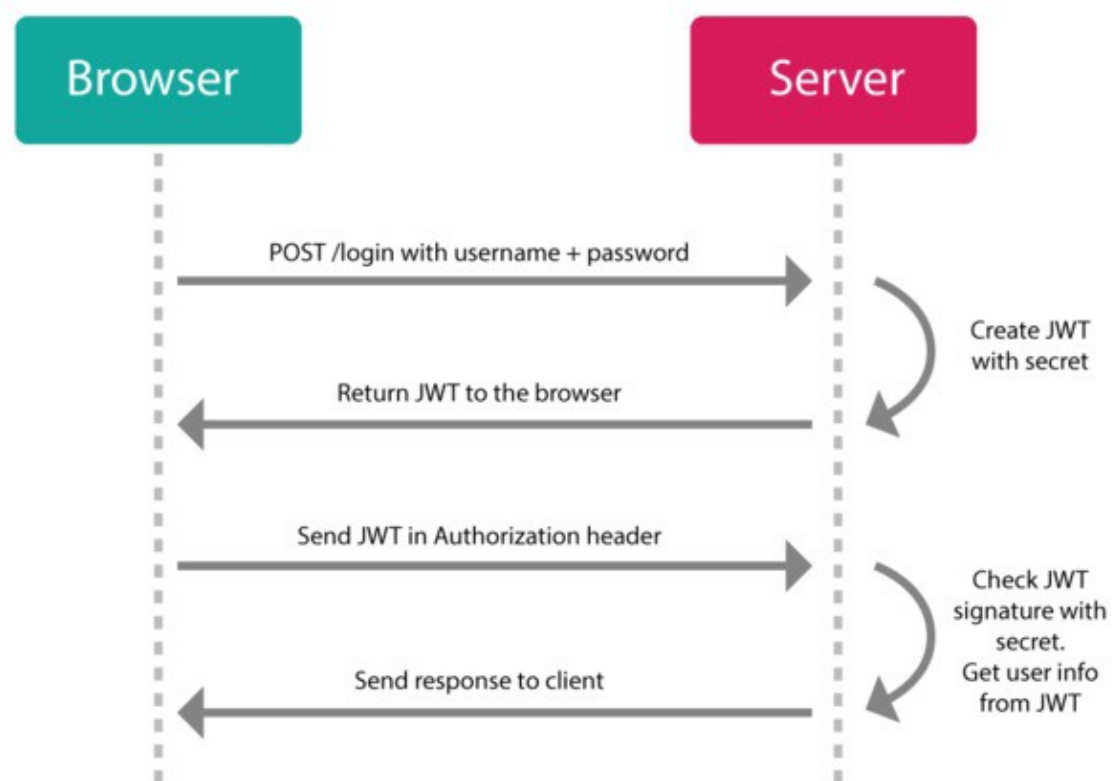 Browser
Server
POST /login with username + password
Create JWT
with secret
Return JWT to the browser
Send JWT in Authorization header
Check JWT
signature with
secret.
Get user info
from JWT
Send response to client